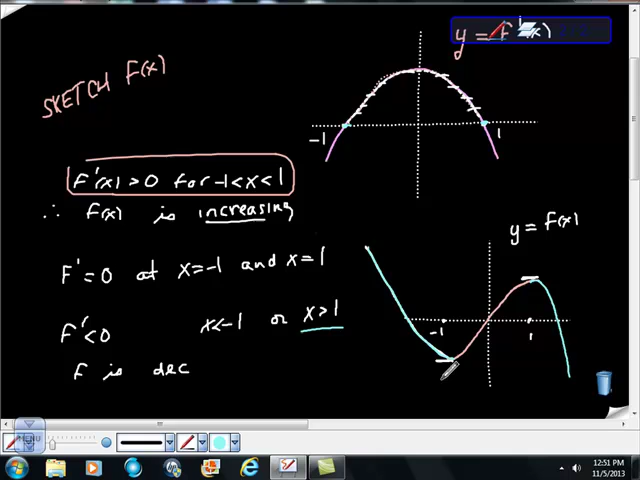 y = F'(x)
SKETCH F(x)
-1
1
F'(x) > 0 for -1 < x < 1
∴ F(x) is increasing
y = F(x)
F' = 0 at x = -1 and x = 1
F' < 0 x < -1 or x > 1
-1
1
F is dec
MENU
12:51 PM
11/5/2013